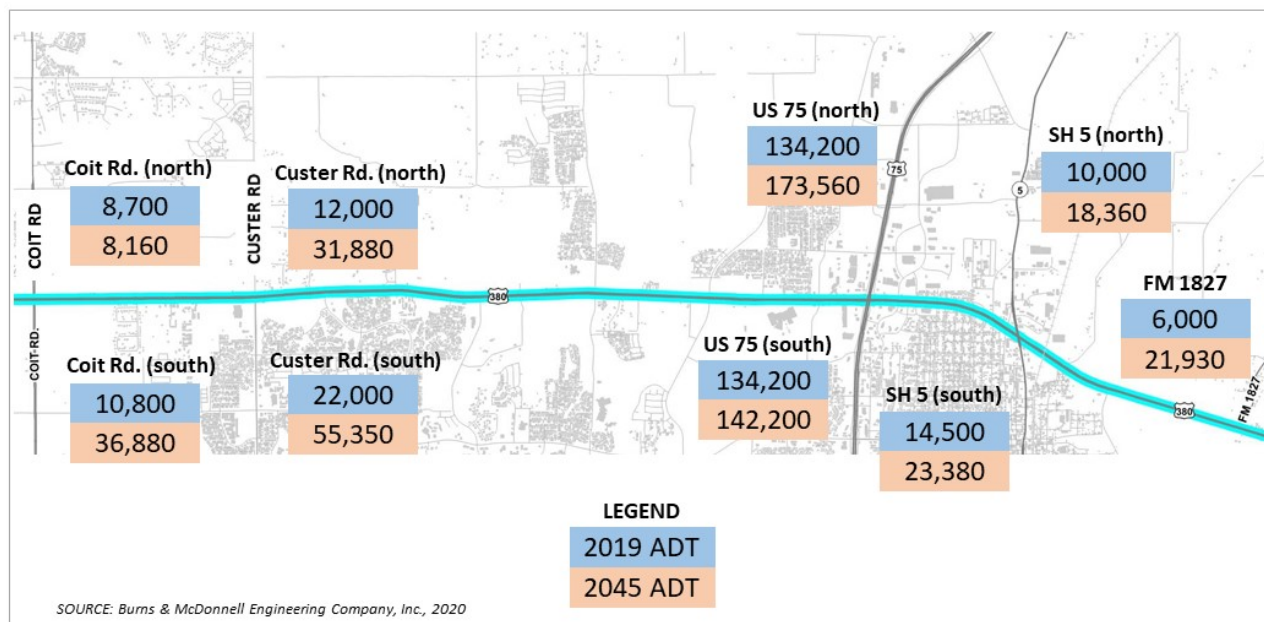 US 75 (north)
134,200
173,560
SH 5 (north)
10,000
18,360
Coit Rd. (north)
8,700
8,160
Custer Rd. (north)
12,000
31,880
COIT RD
CUSTER RD
75
5
380
FM 1827
6,000
21,930
COIT-RD.
Coit Rd. (south)
10,800
36,880
Custer Rd. (south)
22,000
55,350
US 75 (south)
134,200
142,200
SH 5 (south)
14,500
23,380
380
FM 1827
LEGEND
2019 ADT
2045 ADT
SOURCE: Burns & McDonnell Engineering Company, Inc., 2020